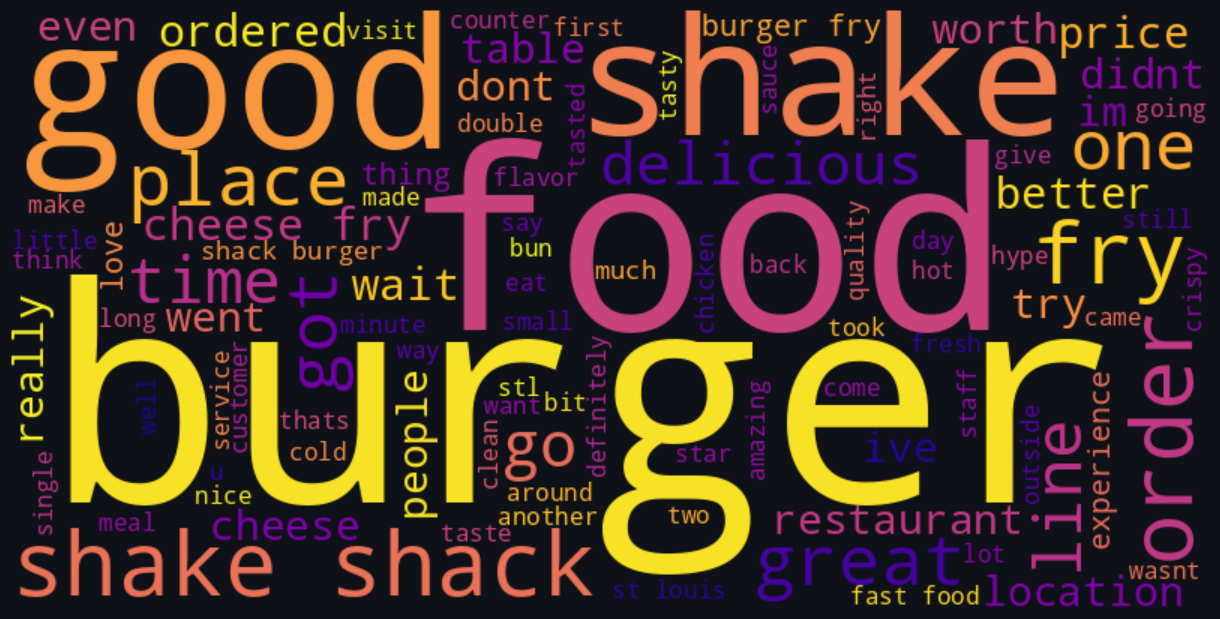 even
ordered
visit
counter
first
burger fry
worth
price
good
shake
table
tasty
sauce
right
didnt
dont
tasted
im
going
double
one
place
thing
flavor
delicious
give
made
food
better
make
cheese fry
say
still
little
love
shack burger
bun
chicken
quality
day
fry
think
time
wait
much
back
hot
hype
crispy
got
eat
long
went
minute
small
try
came
took
really
burger
way
fresh
order
well
service
customer
people
stl
want
bit
definitely
amazing
come
staff
experience
thats
cold
clean
go
star
ive
outside
line
single
u
nice
around
another
two
meal
cheese
taste
restaurant
shake shack
great
lot
wasnt
st louis
fast food
location